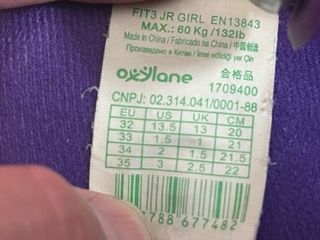 FIT3 JR GIRL EN13843
MAX.: 60 Kg /132lb
Made in China / Fabricado na China / 中国制造
Произведено в Китае / İmal edildiği yer Çin
oxylane 合格品
1709400
CNPJ: 02.314.041/0001-88
EU US UK CM
32 13.5 13 20
33 1.5 1 21
34 2 1.5 21.5
35 3 2.5 22
788 677482